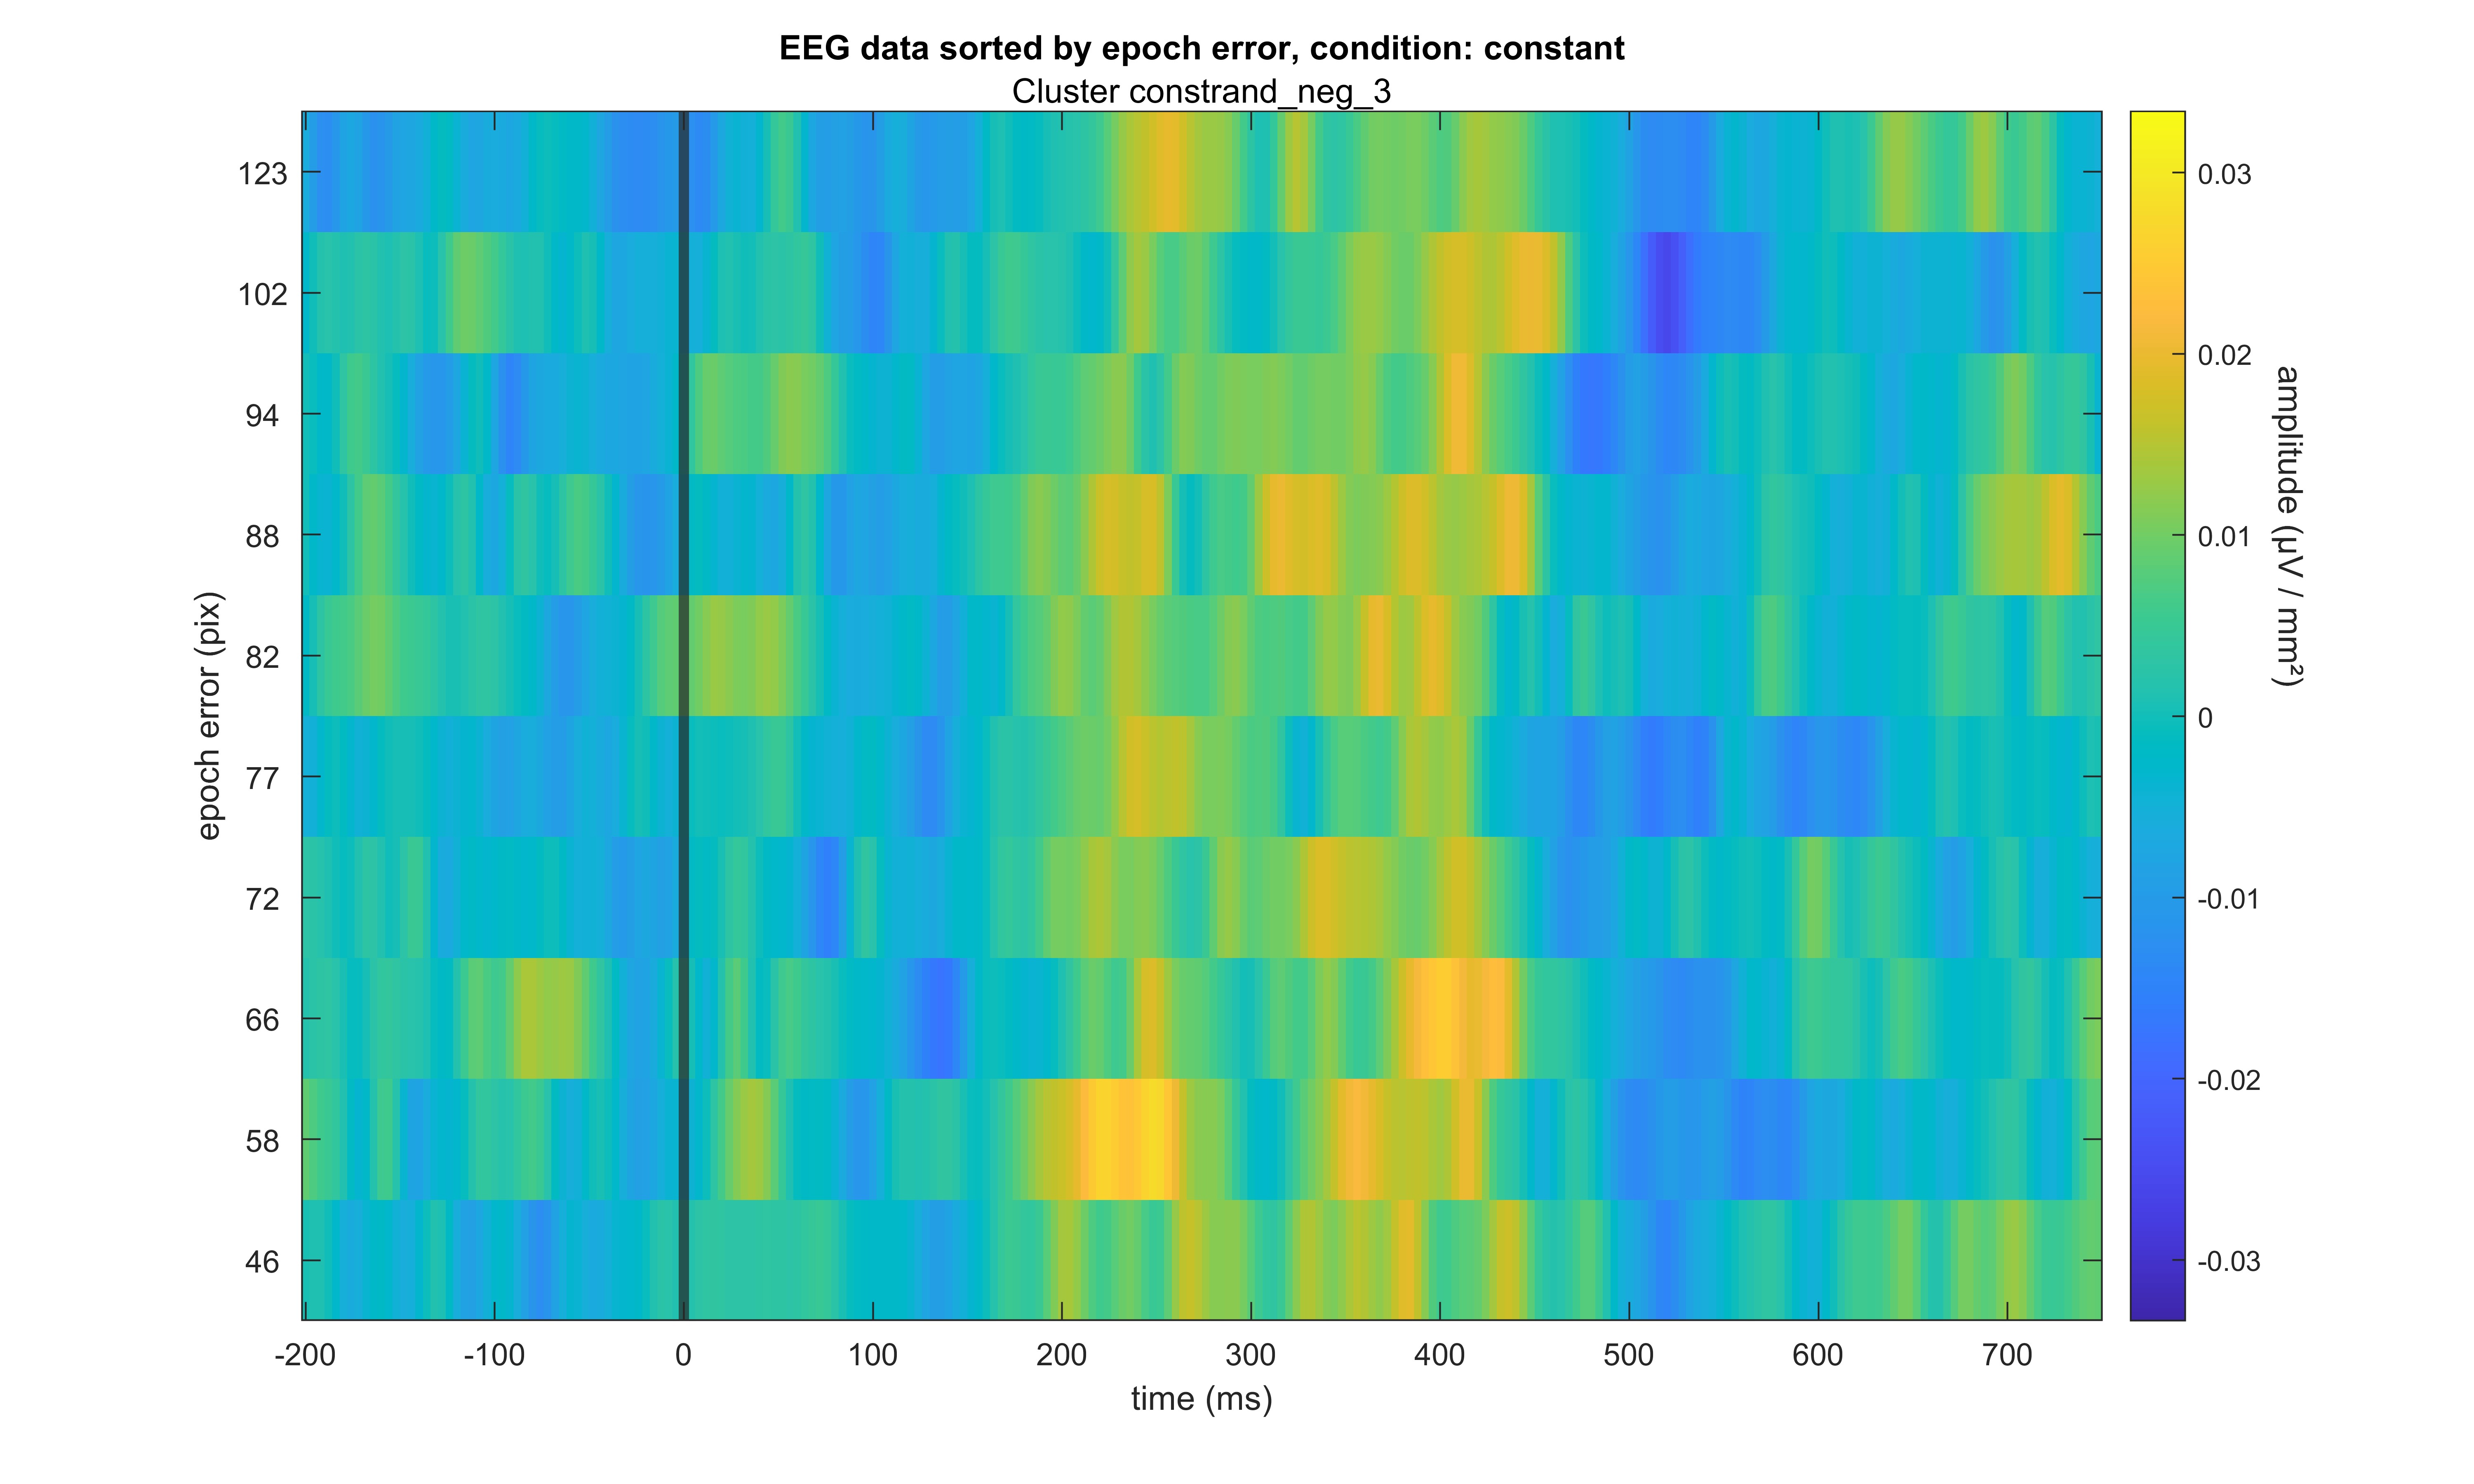 EEG data sorted by epoch error, condition: constant
Cluster constrand_neg_3
epoch error (pix)
123
102
94
88
82
77
72
66
58
46
-200 -100 0 100 200 300 400 500 600 700
time (ms)
0.03
0.02
0.01
0
-0.01
-0.02
-0.03
amplitude (µV / mm²)